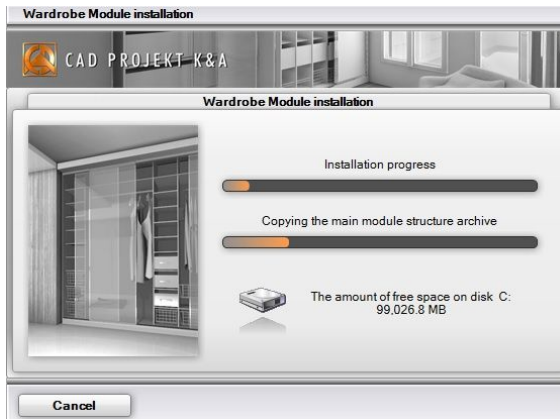 Wardrobe Module installation
CAD PROJEKT K&A
Wardrobe Module installation
Installation progress
Copying the main module structure archive
The amount of free space on disk C:
99,026.8 MB
Cancel